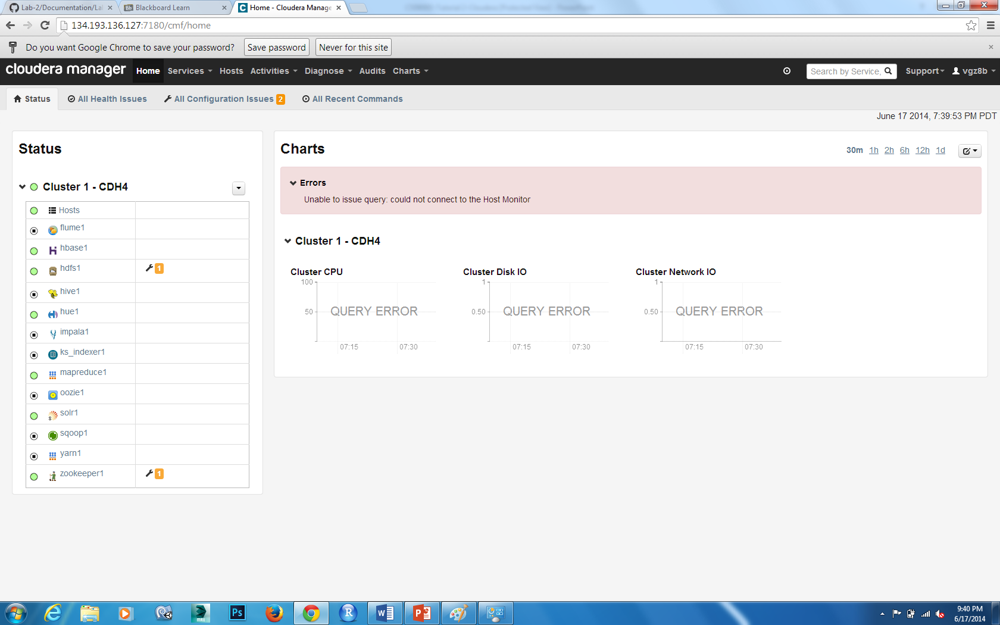 Lab-2/Documentation/La
Blackboard Learn
Home - Cloudera Manage
134.193.136.127:7180/cmf/home
Do you want Google Chrome to save your password?
Save password
Never for this site
cloudera manager
Home
Services
Hosts
Activities
Diagnose
Audits
Charts
Search by Service,
Support
vgz8b
Status
All Health Issues
All Configuration Issues 2
All Recent Commands
June 17 2014, 7:39:53 PM PDT
Status
Cluster 1 - CDH4
Hosts
flume1
hbase1
hdfs1 1
hive1
hue1
impala1
ks_indexer1
mapreduce1
oozie1
solr1
sqoop1
yarn1
zookeeper1 1
Charts
30m 1h 2h 6h 12h 1d
Errors
Unable to issue query: could not connect to the Host Monitor
Cluster 1 - CDH4
Cluster CPU
100
50
QUERY ERROR
07:15 07:30
Cluster Disk IO
1
0.50
QUERY ERROR
07:15 07:30
Cluster Network IO
1
0.50
QUERY ERROR
07:15 07:30
9:40 PM
6/17/2014